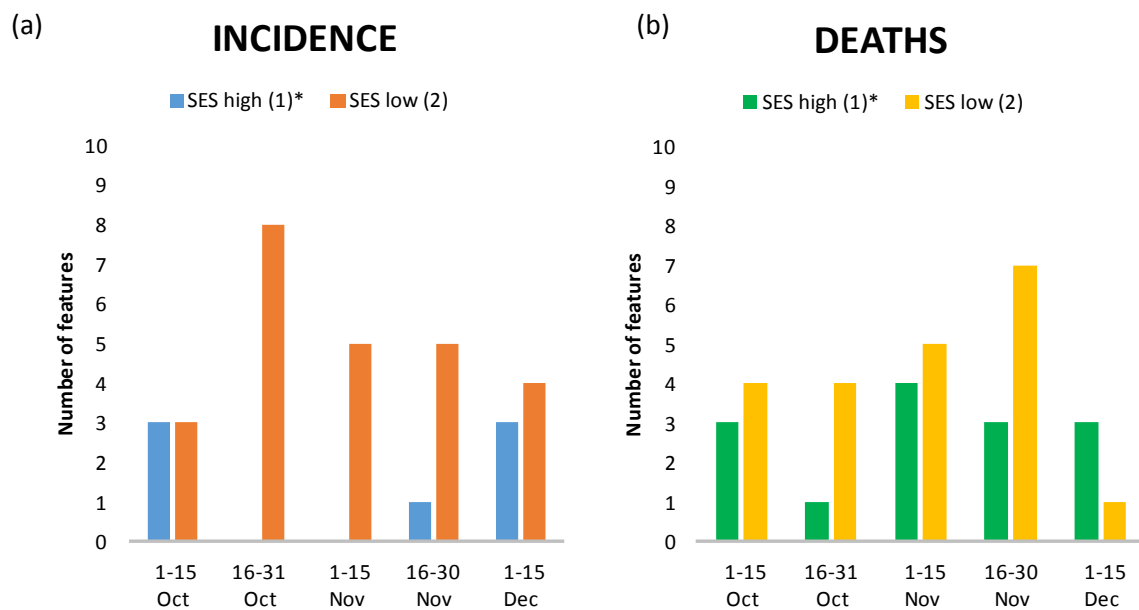 (a)
INCIDENCE
SES high (1)* SES low (2)
Number of features
10
9
8
7
6
5
4
3
2
1
0
1-15 16-31 1-15 16-30 1-15
Oct Oct Nov Nov Dec
(b)
DEATHS
SES high (1)* SES low (2)
Number of features
10
9
8
7
6
5
4
3
2
1
0
1-15 16-31 1-15 16-30 1-15
Oct Oct Nov Nov Dec